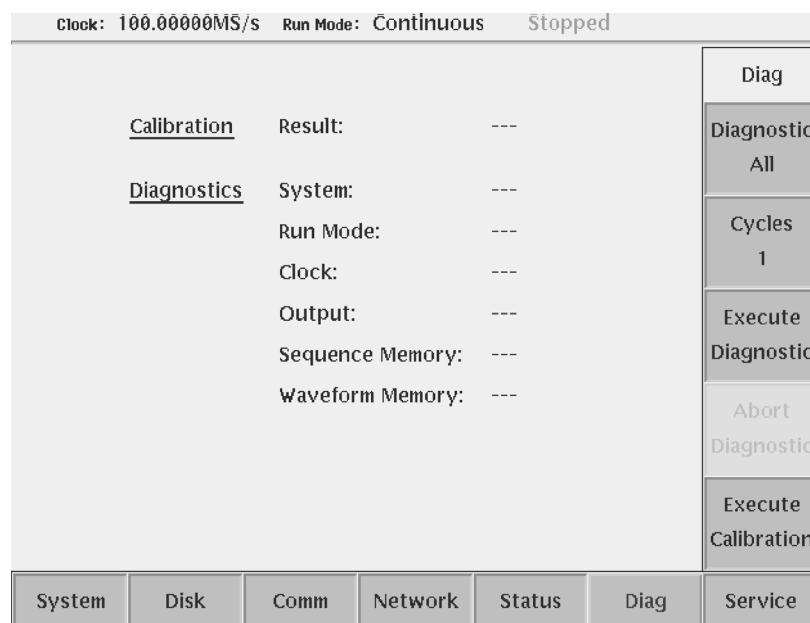 Clock: 100.00000MS/s Run Mode: Continuous Stopped
Calibration Result: ---
Diagnostics System: ---
Run Mode: ---
Clock: ---
Output: ---
Sequence Memory: ---
Waveform Memory: ---
Diag
Diagnostic
All
Cycles
1
Execute
Diagnostic
Abort
Diagnostic
Execute
Calibration
System Disk Comm Network Status Diag Service